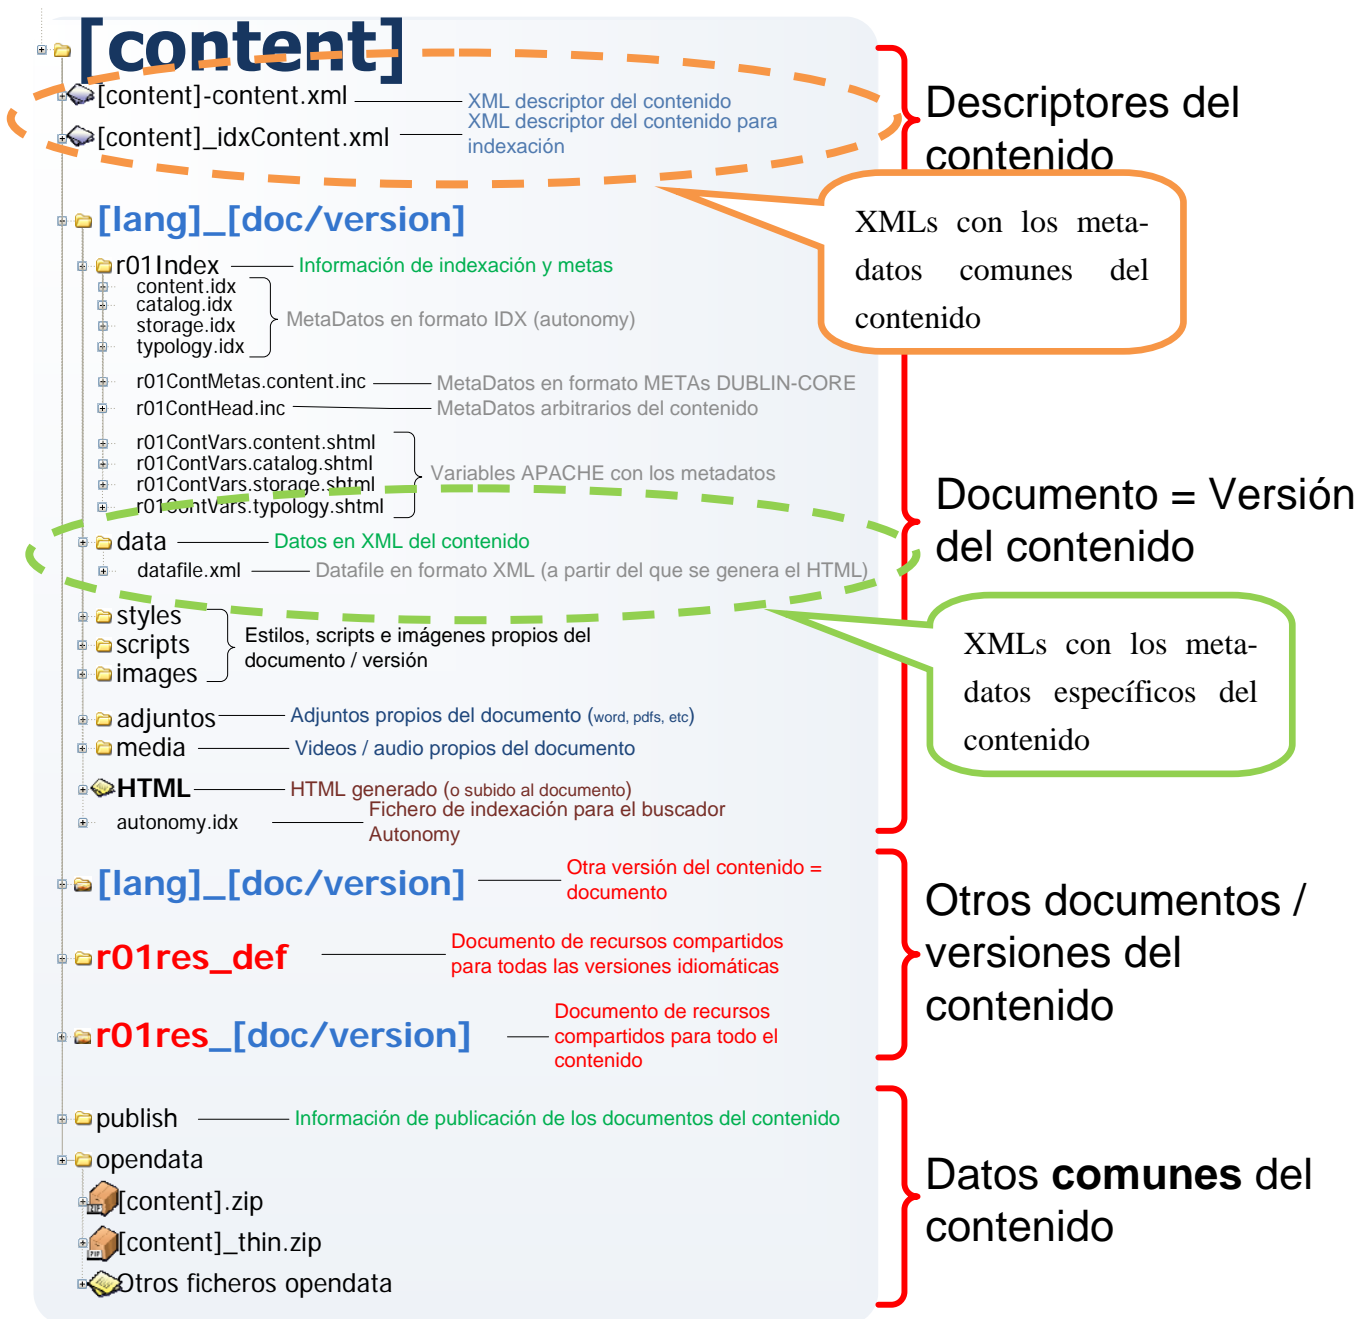 [content]
[content]-content.xml
XML descriptor del contenido
[content]_idxContent.xml
XML descriptor del contenido para
indexación
Descriptores del
contenido
XMLs con los meta-
datos comunes del
contenido
[lang]_[doc/version]
r01Index
Información de indexación y metas
content.idx
catalog.idx
storage.idx
typology.idx
MetaDatos en formato IDX (autonomy)
r01ContMetas.content.inc
MetaDatos en formato METAs DUBLIN-CORE
r01ContHead.inc
MetaDatos arbitrarios del contenido
r01ContVars.content.shtml
r01ContVars.catalog.shtml
r01ContVars.storage.shtml
r01ContVars.typology.shtml
Variables APACHE con los metadatos
data
Datos en XML del contenido
datafile.xml
Datafile en formato XML (a partir del que se genera el HTML)
Documento = Versión
del contenido
XMLs con los meta-
datos específicos del
contenido
styles
scripts
images
Estilos, scripts e imágenes propios del
documento / versión
adjuntos
Adjuntos propios del documento (word, pdfs, etc)
media
Videos / audio propios del documento
HTML
HTML generado (o subido al documento)
autonomy.idx
Fichero de indexación para el buscador
Autonomy
[lang]_[doc/version]
Otra versión del contenido =
documento
r01res_def
Documento de recursos compartidos
para todas las versiones idiomáticas
r01res_[doc/version]
Documento de recursos
compartidos para todo el
contenido
Otros documentos /
versiones del
contenido
publish
Información de publicación de los documentos del contenido
opendata
[content].zip
[content]_thin.zip
Otros ficheros opendata
Datos comunes del
contenido